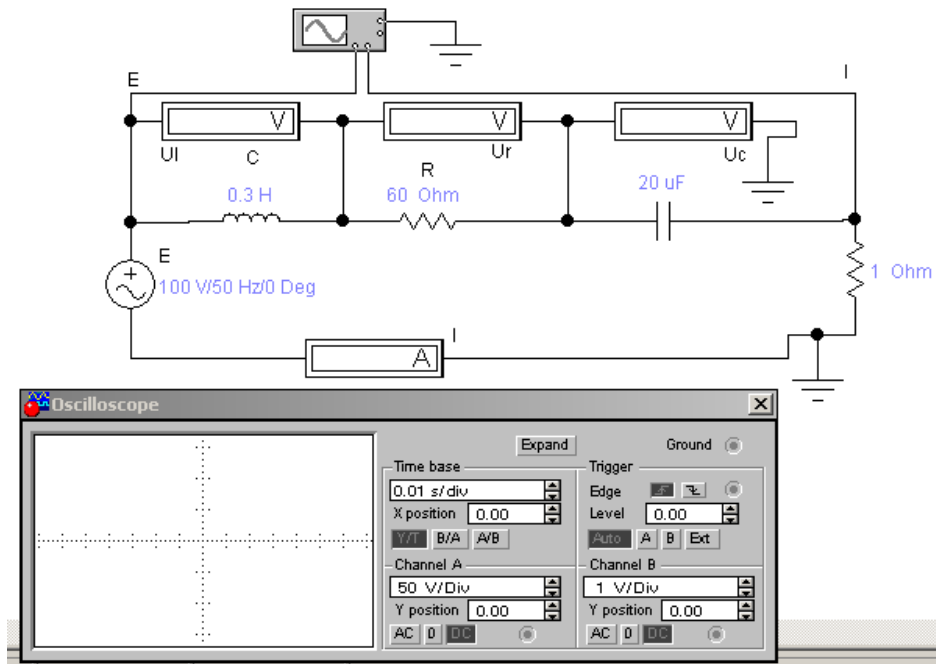 E
I
V
V
V
Ul
C
Ur
Uc
R
0.3 H
60 Ohm
20 uF
E
+
100 V/50 Hz/0 Deg
1 Ohm
I
A
Oscilloscope
Expand
Ground
Time base
Trigger
0.01 s/div
Edge
X position 0.00
Level 0.00
Y/T B/A A/B
Auto A B Ext
Channel A
Channel B
50 V/Div
1 V/Div
Y position 0.00
Y position 0.00
AC 0 DC
AC 0 DC